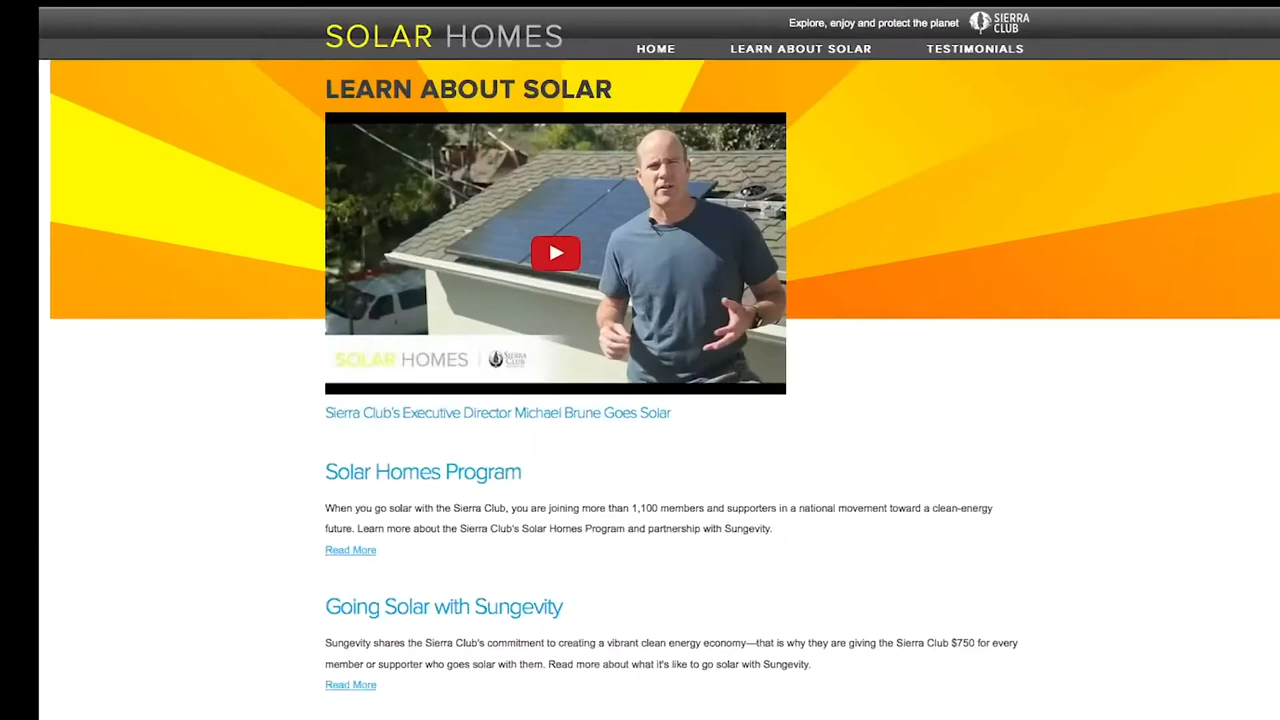 SOLAR HOMES
Explore, enjoy and protect the planet
SIERRA
CLUB
HOME LEARN ABOUT SOLAR TESTIMONIALS
LEARN ABOUT SOLAR
SOLAR HOMES
SIERRA
CLUB
Sierra Club's Executive Director Michael Brune Goes Solar
Solar Homes Program
When you go solar with the Sierra Club, you are joining more than 1,100 members and supporters in a national movement toward a clean-energy
future. Learn more about the Sierra Club's Solar Homes Program and partnership with Sungevity.
Read More
Going Solar with Sungevity
Sungevity shares the Sierra Club's commitment to creating a vibrant clean energy economy—that is why they are giving the Sierra Club $750 for every
member or supporter who goes solar with them. Read more about what it's like to go solar with Sungevity.
Read More